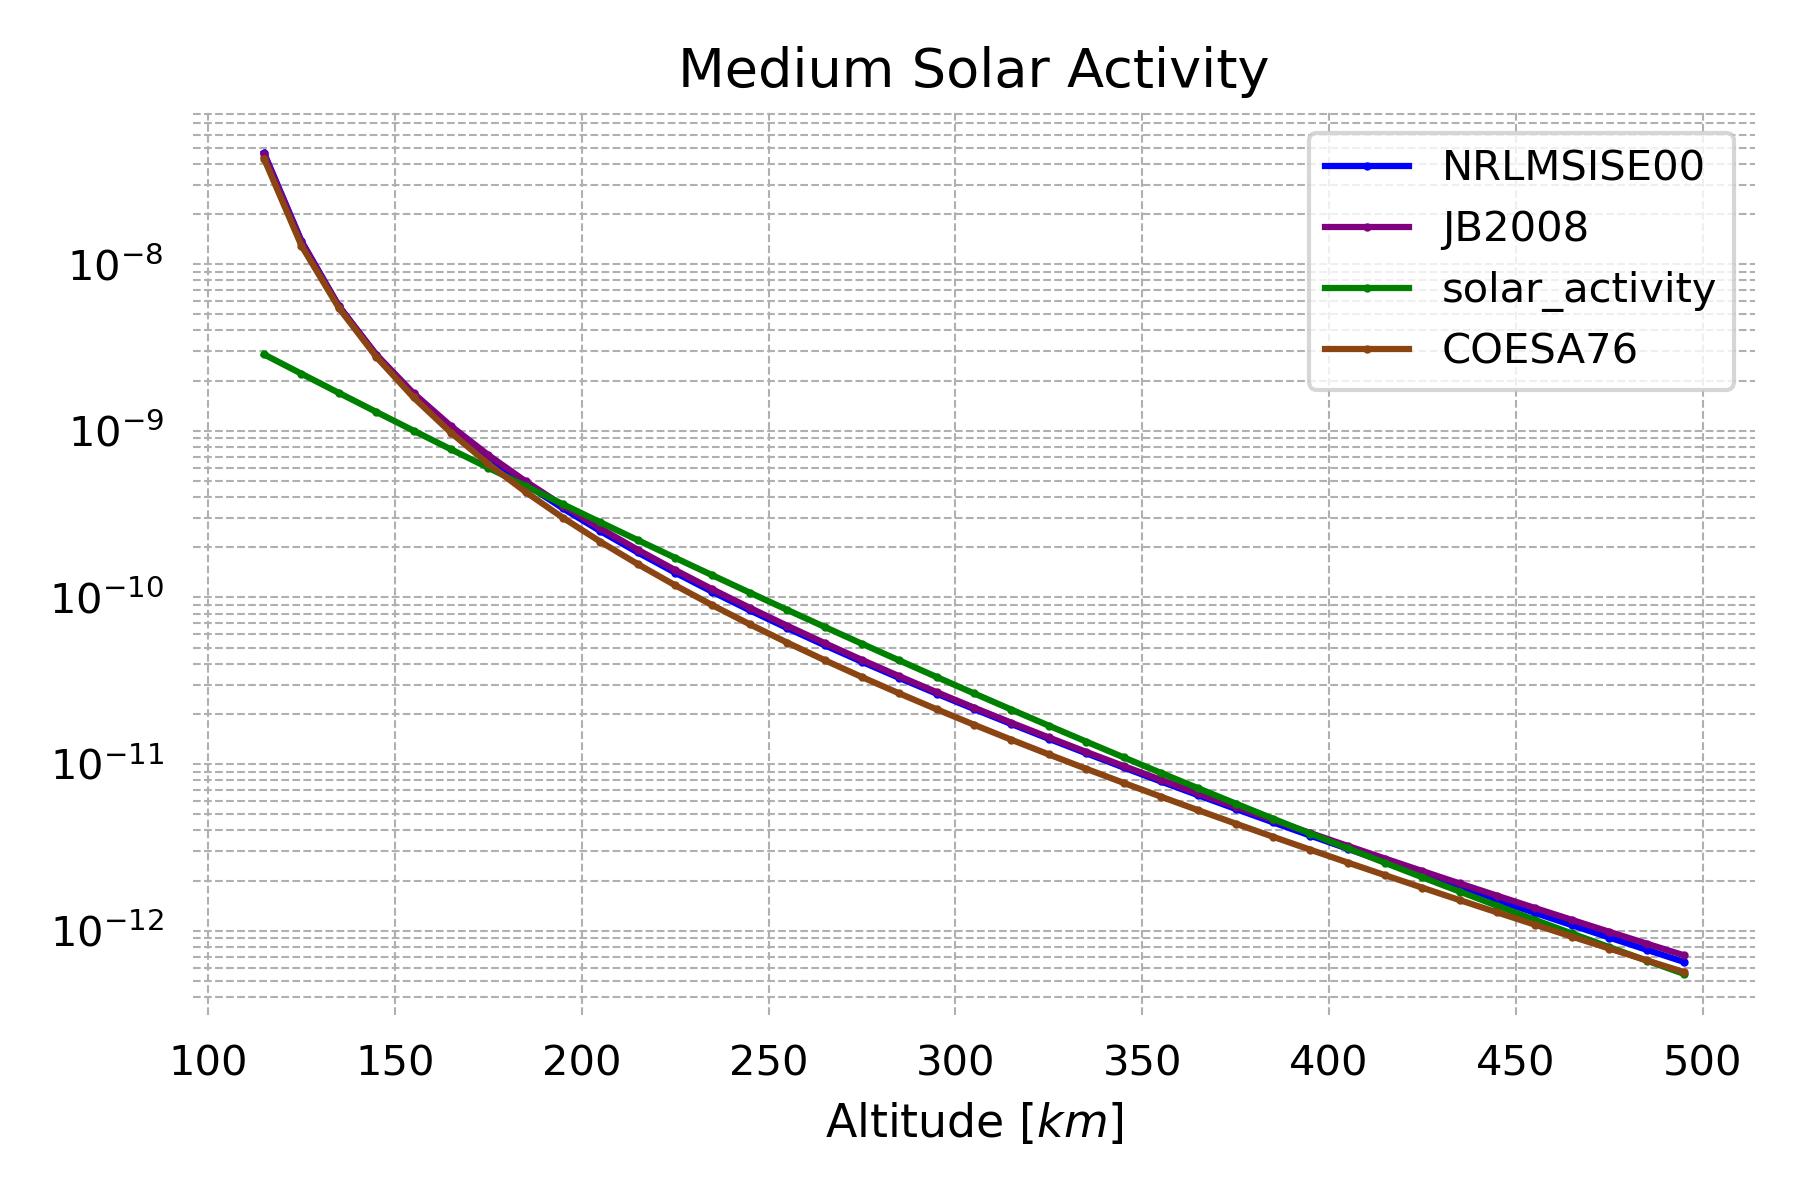 Medium Solar Activity
NRLMSISE00
JB2008
solar_activity
COESA76
10⁻⁸
10⁻⁹
10⁻¹⁰
10⁻¹¹
10⁻¹²
100 150 200 250 300 350 400 450 500
Altitude [km]